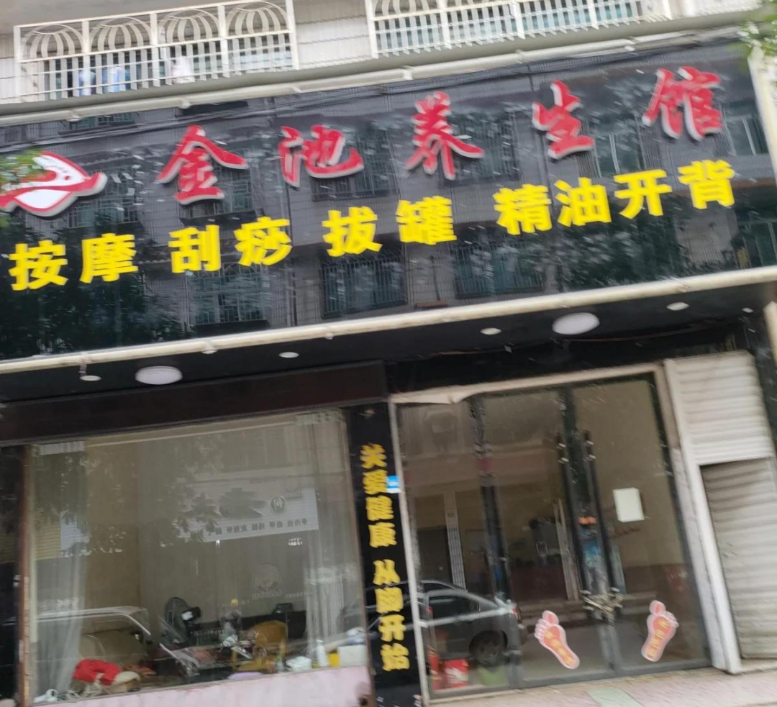 金池养生馆
按摩 刮痧 拔罐 精油开背
关爱健康 从脚开始